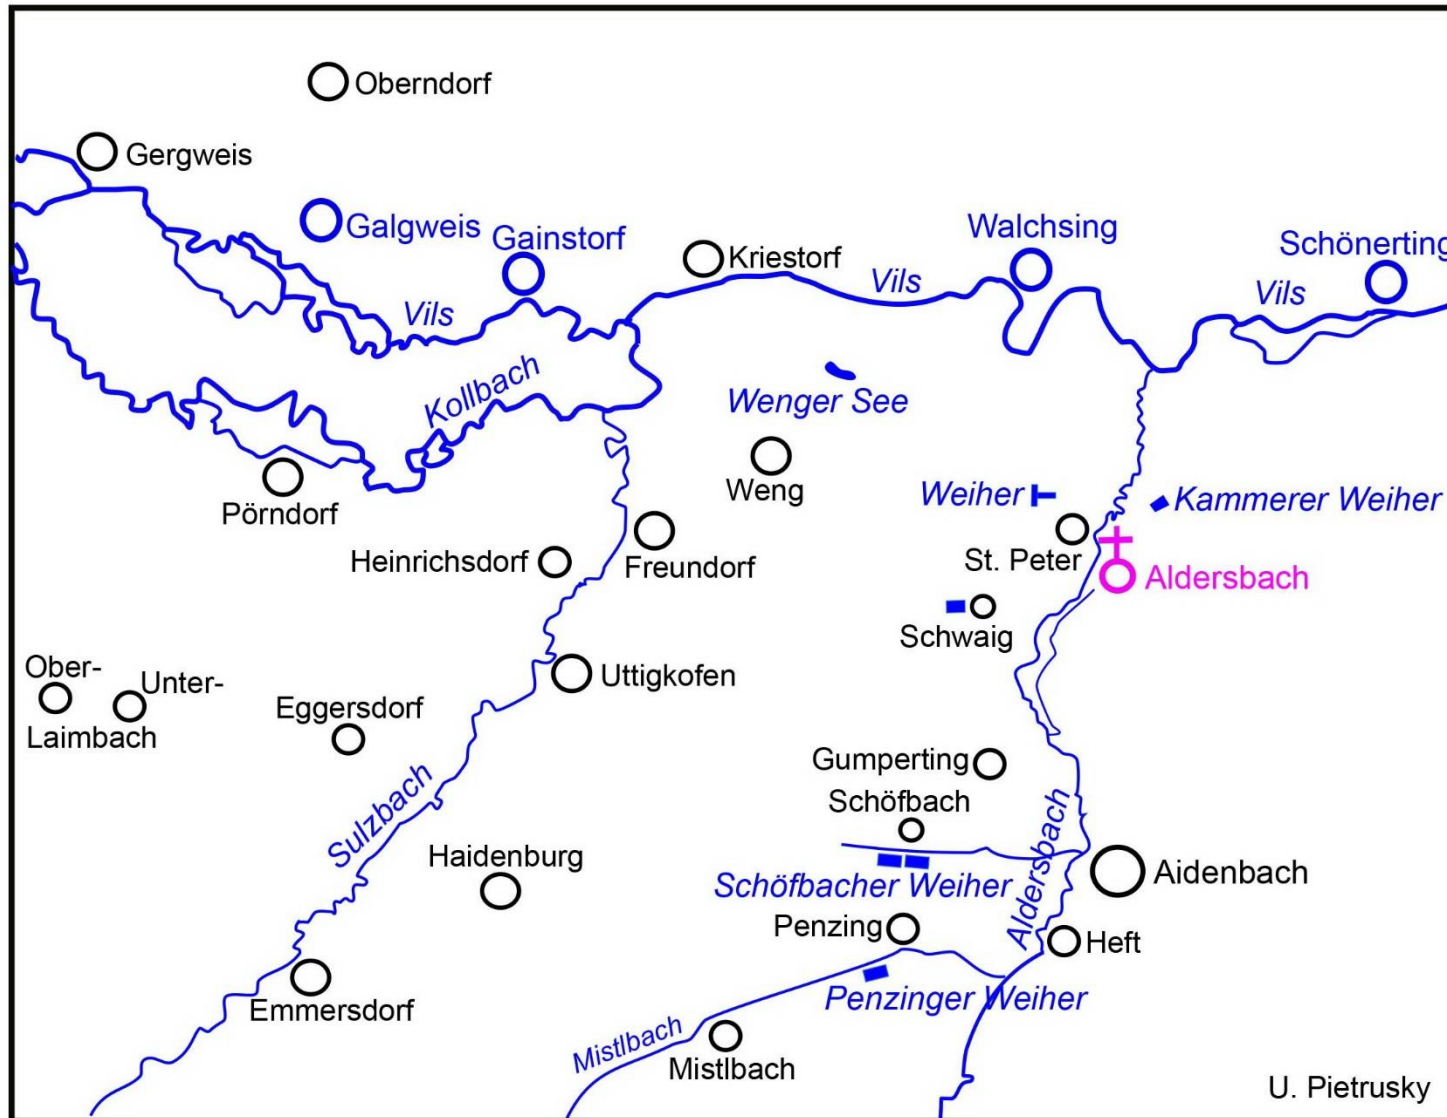 Oberndorf
Gergweis
Galgweis
Gainstorf
Kriestorf
Walchsing
Schönerting
Vils
Vils
Vils
Kollbach
Wenger See
Weng
Pörndorf
Weiher
Kammerer Weiher
St. Peter
Heinrichsdorf
Freundorf
Aldersbach
Schwaig
Ober-
Unter-
Laimbach
Uttigkofen
Eggersdorf
Gumperting
Schöfbach
Sulzbach
Haidenburg
Aldersbach
Aidenbach
Schöfbacher Weiher
Penzing
Heft
Emmersdorf
Penzinger Weiher
Mistlbach
Mistlbach
U. Pietrusky